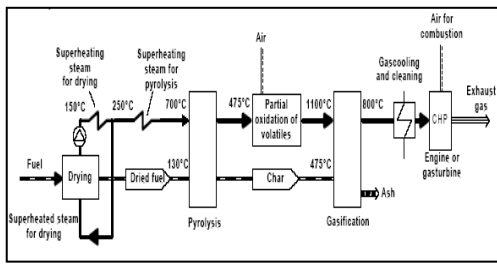 Superheating
steam
for drying
Superheating
steam for
pyrolysis
Air
Air for
combustion
Gascooling
and cleaning
Exhaust
gas
150°C
250°C
700°C
475°C
Partial
oxidation of
volatiles
1100°C
800°C
CHP
Engine or
gasturbine
Fuel
Drying
Dried fuel
130°C
Char
475°C
Ash
Superheated steam
for drying
Pyrolysis
Gasification